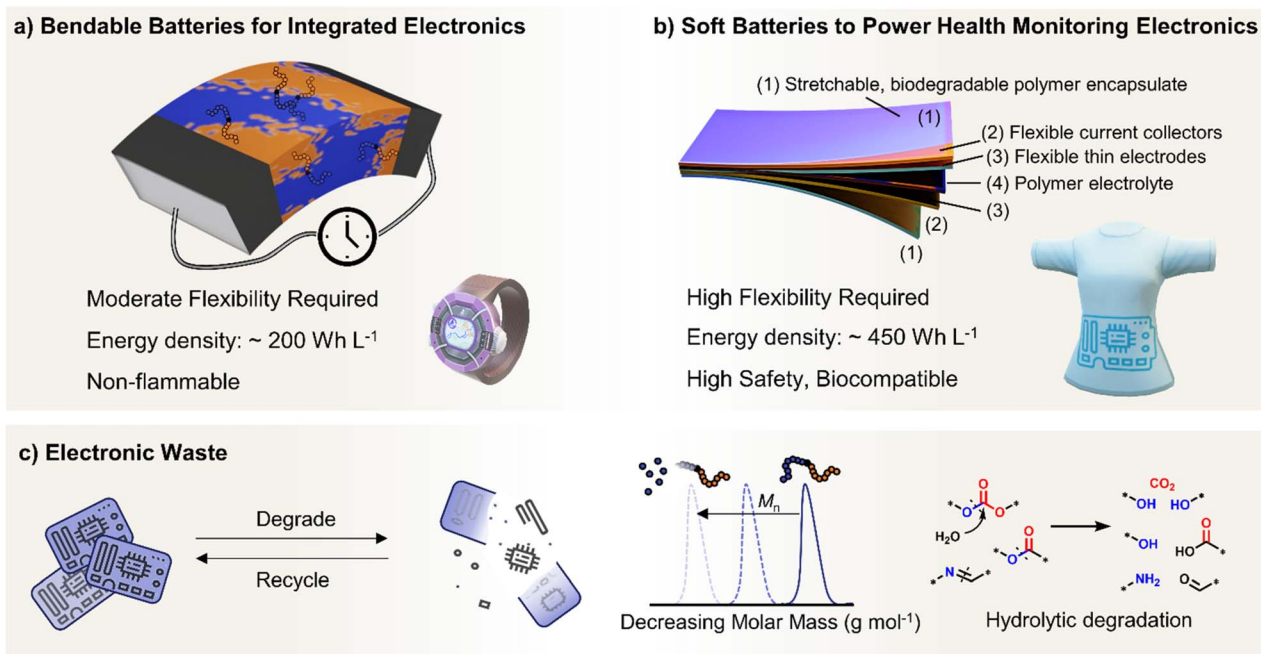 a) Bendable Batteries for Integrated Electronics
Moderate Flexibility Required
Energy density: ~ 200 Wh L⁻¹
Non-flammable
b) Soft Batteries to Power Health Monitoring Electronics
(1) Stretchable, biodegradable polymer encapsulate
(1)
(2) Flexible current collectors
(3) Flexible thin electrodes
(4) Polymer electrolyte
(3)
(2)
(1)
High Flexibility Required
Energy density: ~ 450 Wh L⁻¹
High Safety, Biocompatible
c) Electronic Waste
Degrade
Recycle
Mₙ
Decreasing Molar Mass (g mol⁻¹)
O
* O O *
H₂O
O
* O *
* N *
CO₂
* OH HO *
* OH
O
HO *
* NH₂
O *
Hydrolytic degradation